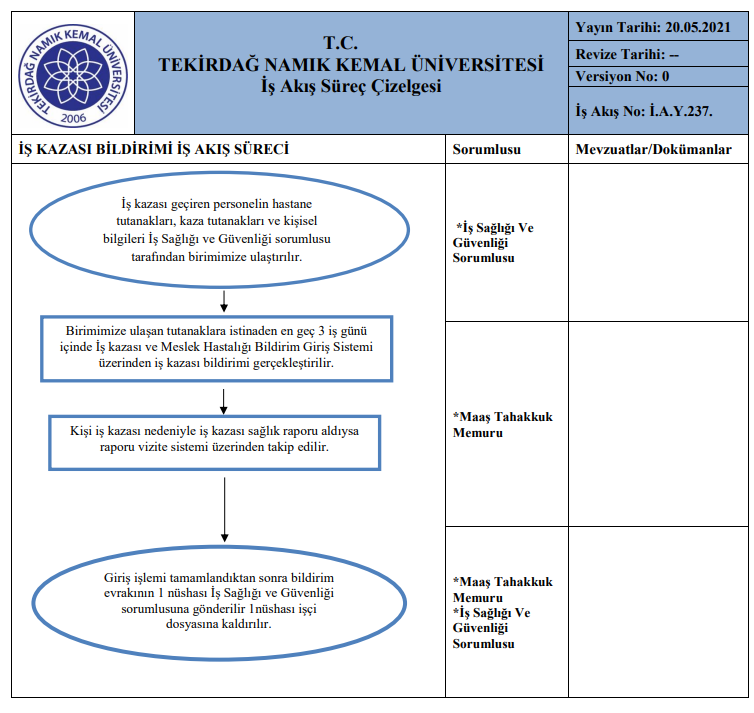 TEKİRDAĞ NAMIK KEMAL ÜNİVERSİTESİ
2006
T.C.
TEKİRDAĞ NAMIK KEMAL ÜNİVERSİTESİ
İş Akış Süreç Çizelgesi
Yayın Tarihi: 20.05.2021
Revize Tarihi: --
Versiyon No: 0
İş Akış No: İ.A.Y.237.
İŞ KAZASI BİLDİRİMİ İŞ AKIŞ SÜRECİ
Sorumlusu
Mevzuatlar/Dokümanlar
İş kazası geçiren personelin hastane
tutanakları, kaza tutanakları ve kişisel
bilgileri İş Sağlığı ve Güvenliği sorumlusu
tarafından birimimize ulaştırılır.
*İş Sağlığı Ve
Güvenliği
Sorumlusu
Birimimize ulaşan tutanaklara istinaden en geç 3 iş günü
içinde İş kazası ve Meslek Hastalığı Bildirim Giriş Sistemi
üzerinden iş kazası bildirimi gerçekleştirilir.
Kişi iş kazası nedeniyle iş kazası sağlık raporu aldıysa
raporu vizite sistemi üzerinden takip edilir.
*Maaş Tahakkuk
Memuru
Giriş işlemi tamamlandıktan sonra bildirim
evrakının 1 nüshası İş Sağlığı ve Güvenliği
sorumlusuna gönderilir 1nüshası işçi
dosyasına kaldırılır.
*Maaş Tahakkuk
Memuru
*İş Sağlığı Ve
Güvenliği
Sorumlusu